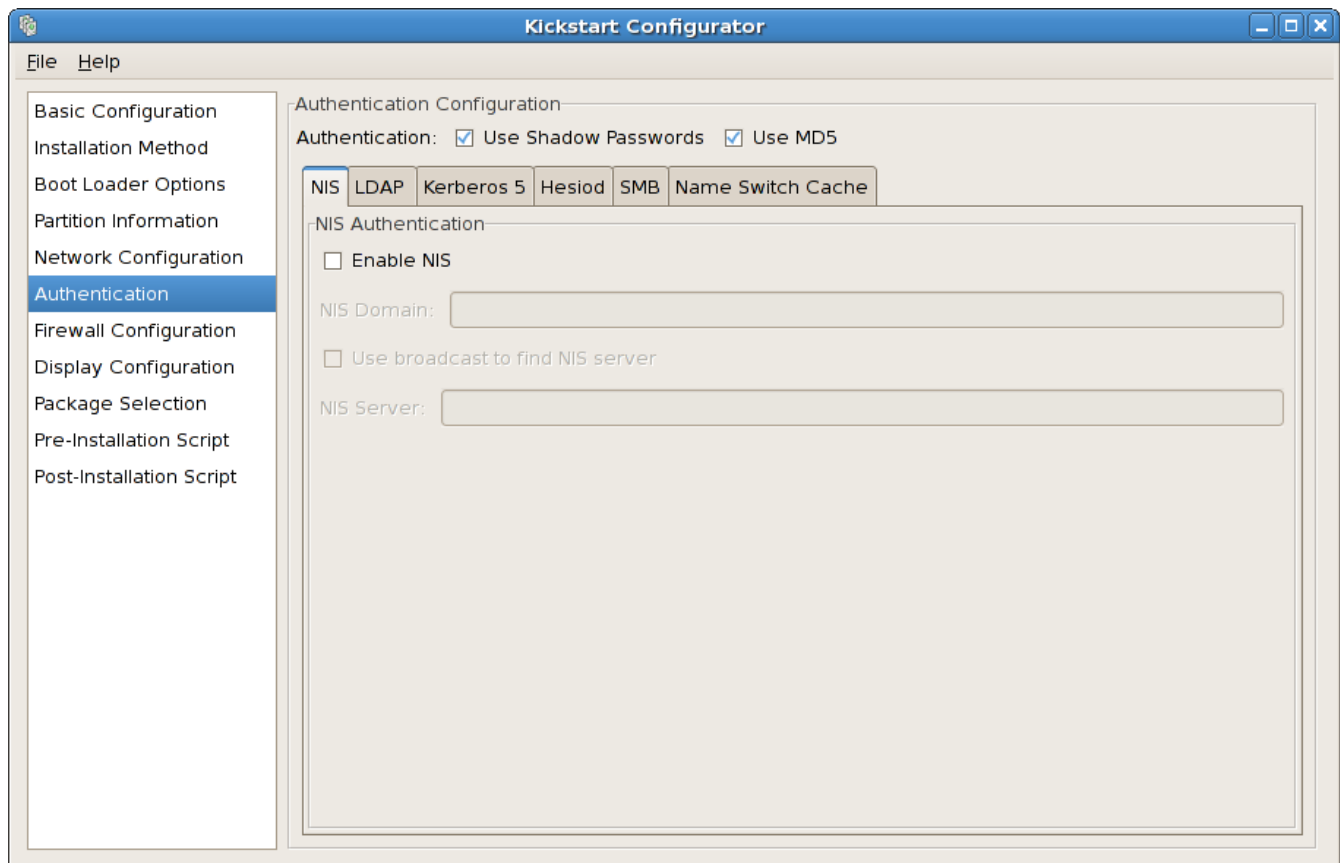 Kickstart Configurator
File Help
Basic Configuration
Installation Method
Boot Loader Options
Partition Information
Network Configuration
Authentication
Firewall Configuration
Display Configuration
Package Selection
Pre-Installation Script
Post-Installation Script
Authentication Configuration
Authentication: Use Shadow Passwords Use MD5
NIS LDAP Kerberos 5 Hesiod SMB Name Switch Cache
NIS Authentication
Enable NIS
NIS Domain:
Use broadcast to find NIS server
NIS Server: